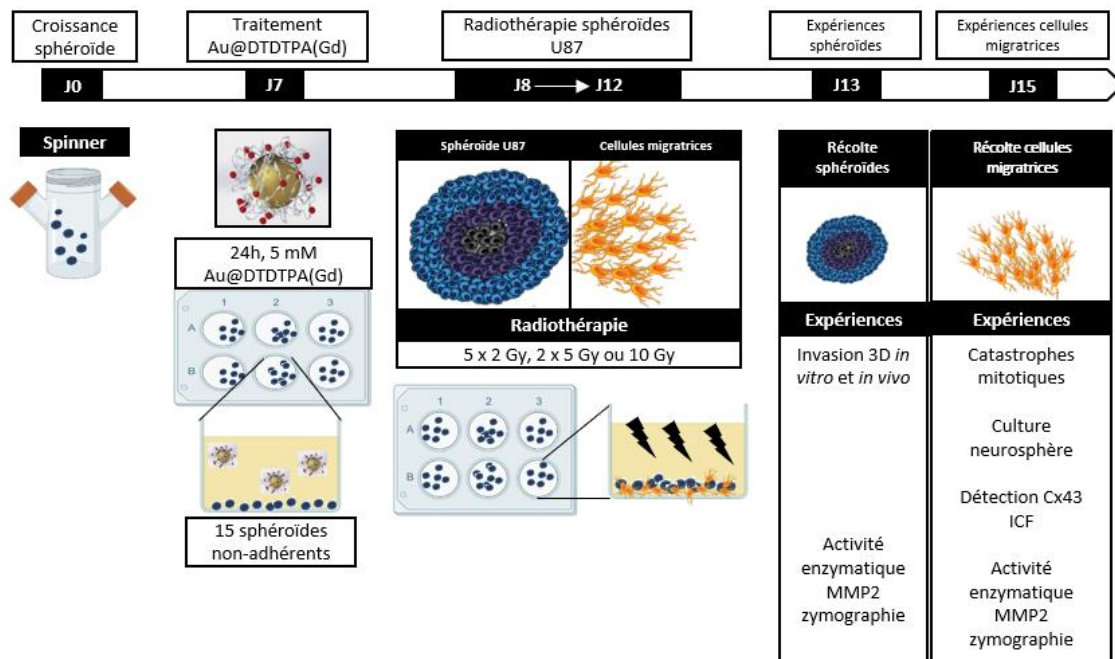 Croissance
sphéroïde
Traitement
Au@DTDTPA(Gd)
Radiothérapie sphéroïdes
U87
Expériences
sphéroïdes
Expériences cellules
migratrices
J0
J7
J8 → J12
J13
J15
Spinner
24h, 5 mM
Au@DTDTPA(Gd)
1 2 3
A
B
15 sphéroïdes
non-adhérents
Sphéroïde U87
Cellules migratrices
Radiothérapie
5 x 2 Gy, 2 x 5 Gy ou 10 Gy
1 2 3
A
B
Récolte
sphéroïdes
Expériences
Invasion 3D in
vitro et in vivo
Activité
enzymatique
MMP2
zymographie
Récolte cellules
migratrices
Expériences
Catastrophes
mitotiques
Culture
neurosphère
Détection Cx43
ICF
Activité
enzymatique
MMP2
zymographie